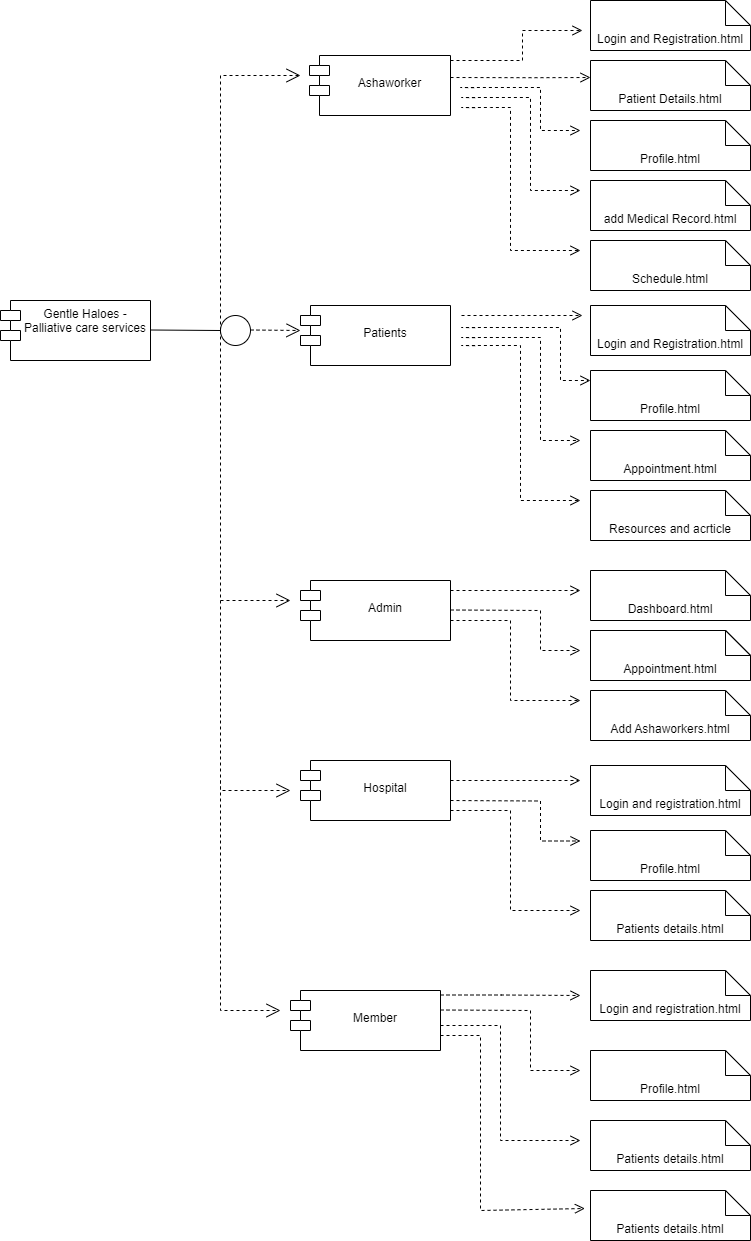 Login and Registration.html
Ashaworker
Patient Details.html
Profile.html
add Medical Record.html
Schedule.html
Gentle Haloes -
Palliative care services
Patients
Login and Registration.html
Profile.html
Appointment.html
Resources and acrticle
Admin
Dashboard.html
Appointment.html
Add Ashaworkers.html
Hospital
Login and registration.html
Profile.html
Patients details.html
Member
Login and registration.html
Profile.html
Patients details.html
Patients details.html